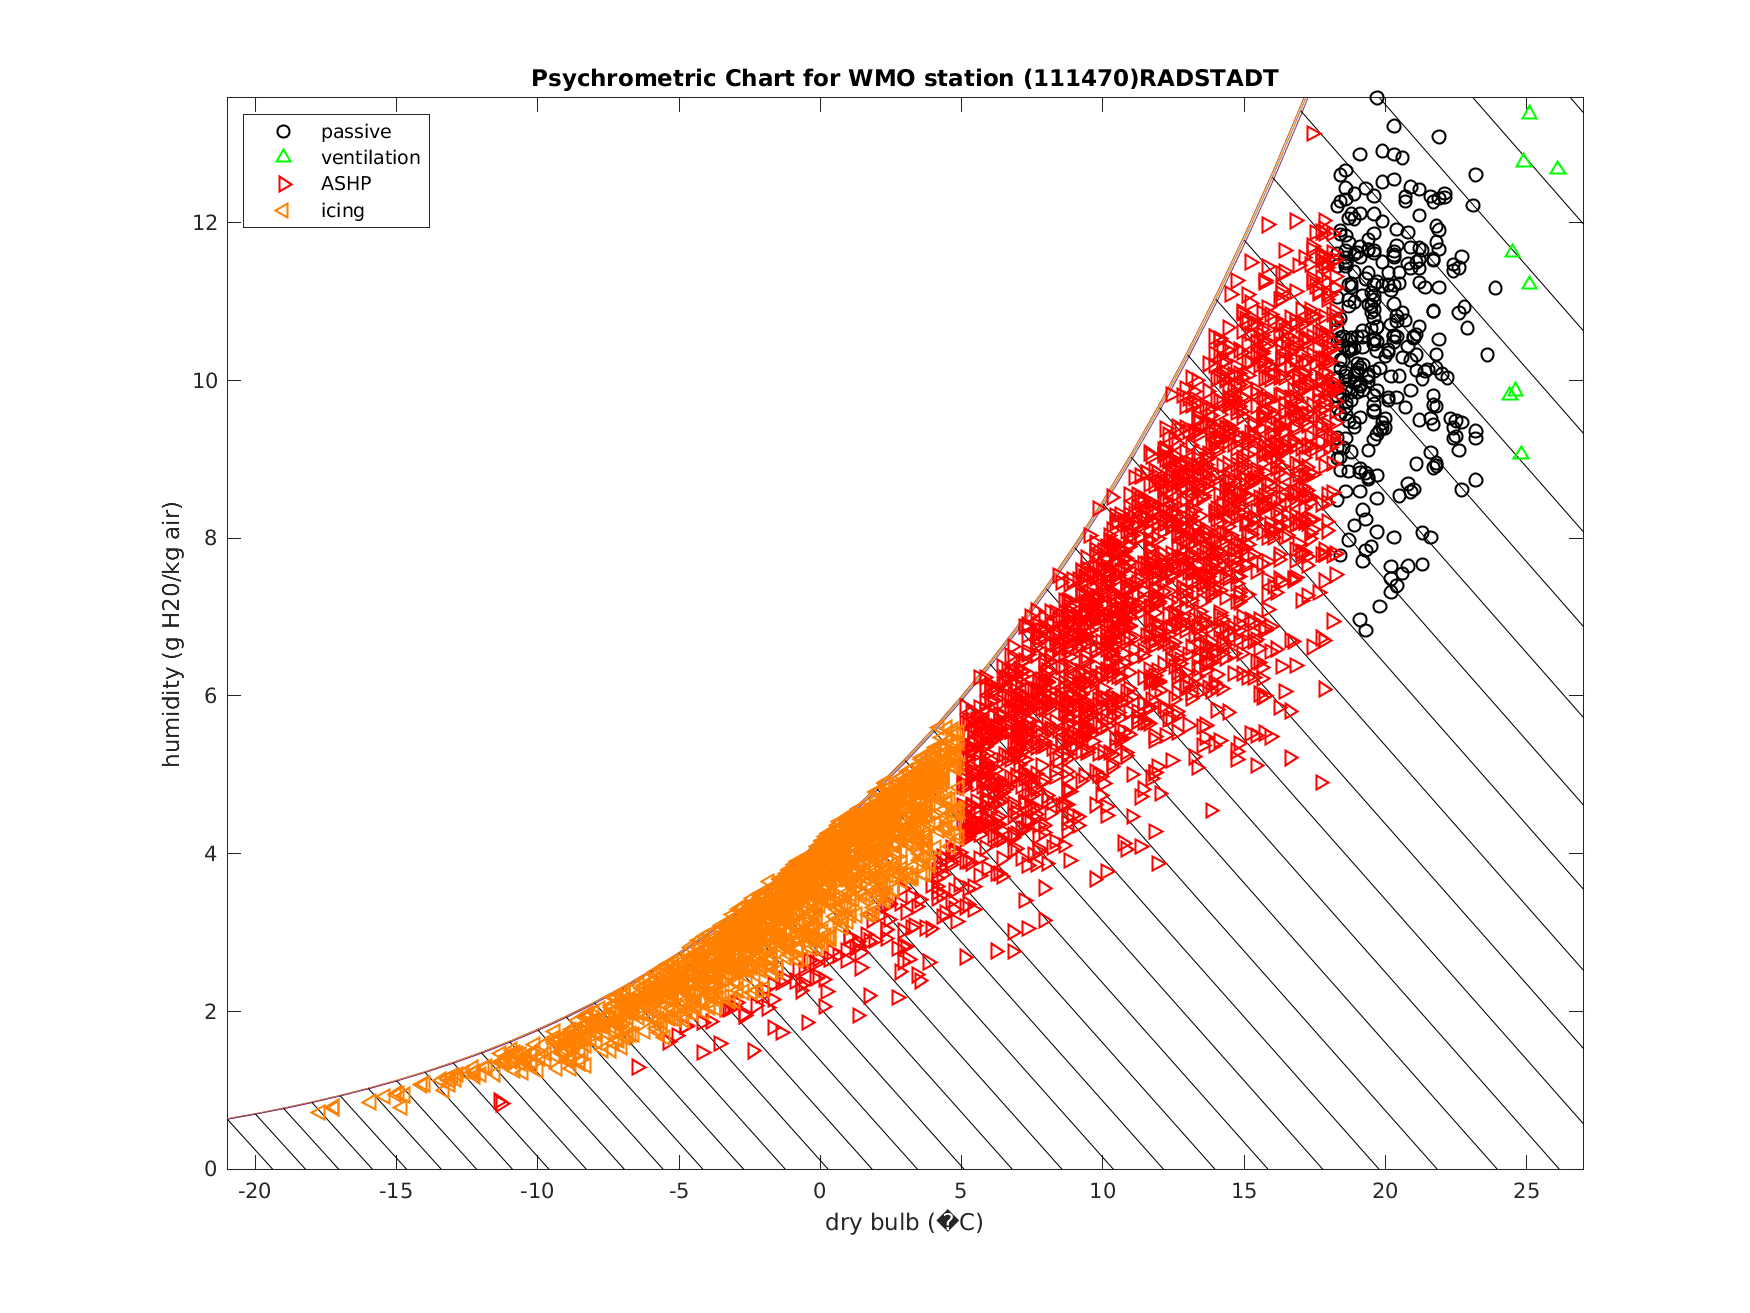 Psychrometric Chart for WMO station (111470)RADSTADT
passive
ventilation
ASHP
icing
humidity (g H20/kg air)
12
10
8
6
4
2
0
-20 -15 -10 -5 0 5 10 15 20 25
dry bulb (�C)